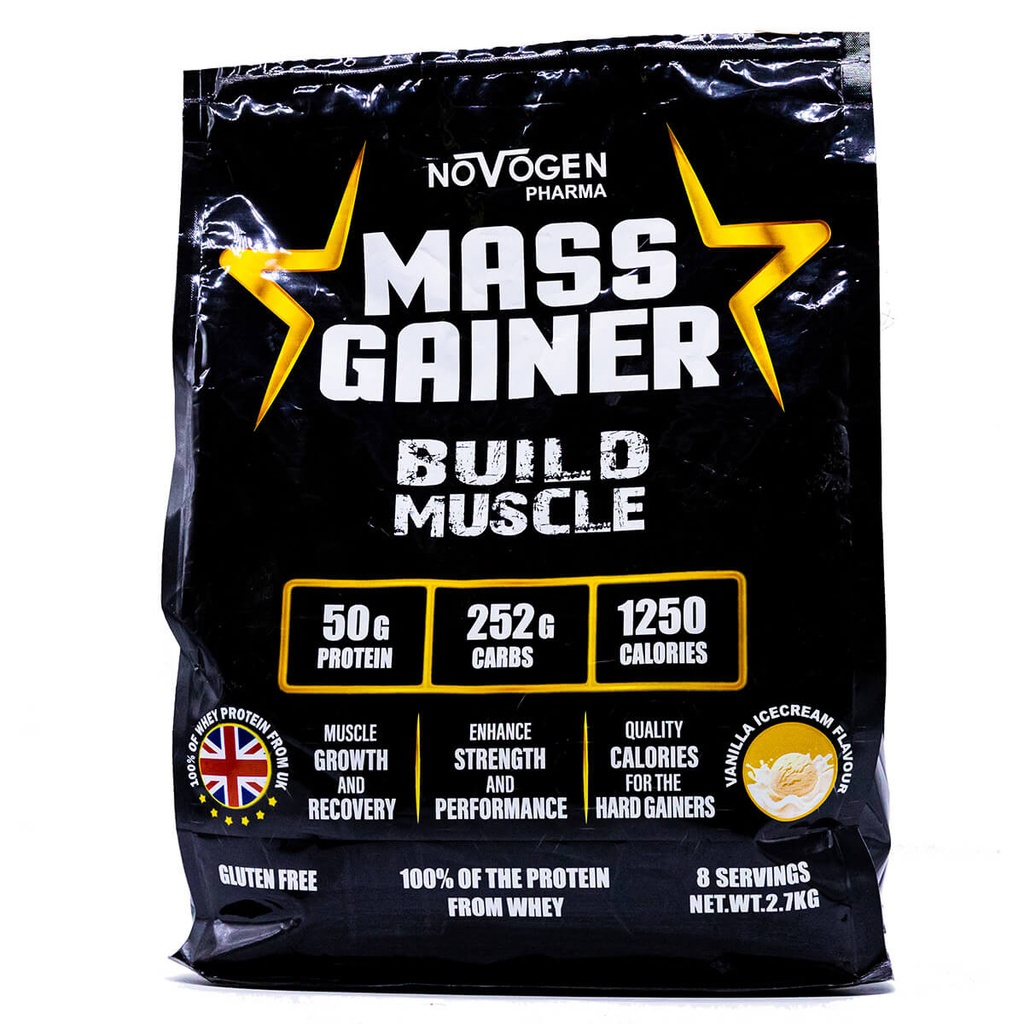 NOVOGEN
PHARMA
MASS
GAINER
BUILD
MUSCLE
50G
PROTEIN
252G
CARBS
1250
CALORIES
100% OF WHEY PROTEIN FROM UK
MUSCLE
GROWTH
AND
RECOVERY
ENHANCE
STRENGTH
AND
PERFORMANCE
QUALITY
CALORIES
FOR THE
HARD GAINERS
VANILLA ICECREAM FLAVOUR
GLUTEN FREE
100% OF THE PROTEIN
FROM WHEY
8 SERVINGS
NET.WT.2.7KG